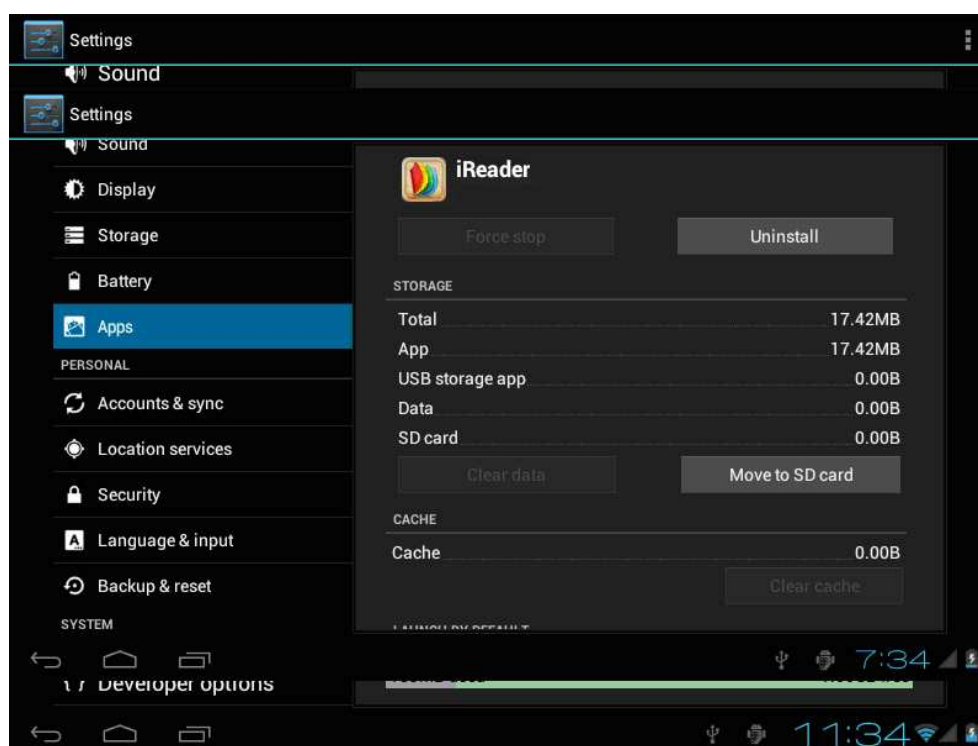 Settings
Sound
Settings
Sound
Display
Storage
Battery
Apps
PERSONAL
Accounts & sync
Location services
Security
Language & input
Backup & reset
SYSTEM
iReader
Force stop Uninstall
STORAGE
Total 17.42MB
App 17.42MB
USB storage app 0.00B
Data 0.00B
SD card 0.00B
Clear data Move to SD card
CACHE
Cache 0.00B
Clear cache
LAUNCH BY DEFAULT
7:34
Developer options
11:34